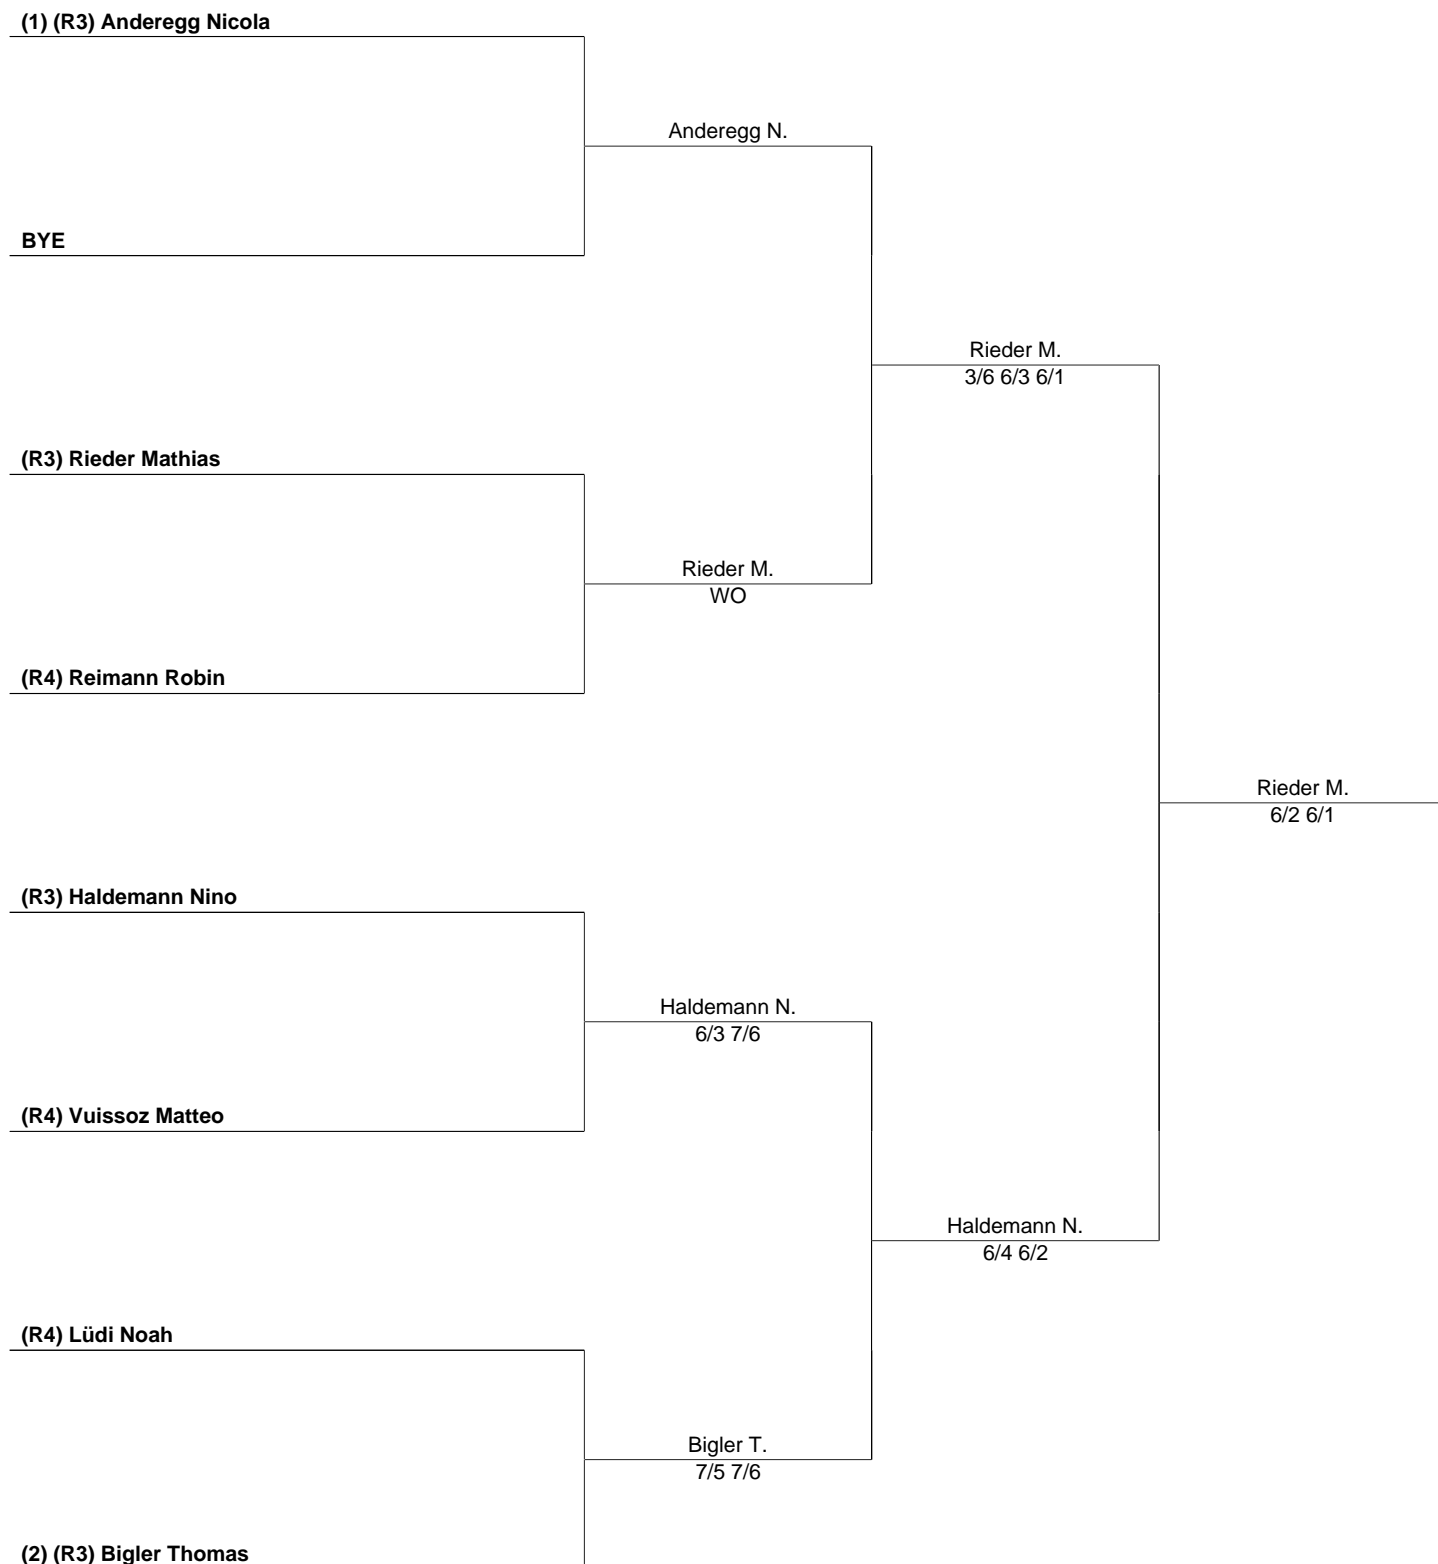 (1) (R3) Anderegg Nicola
Anderegg N.
BYE
Rieder M.
3/6 6/3 6/1
(R3) Rieder Mathias
Rieder M.
WO
(R4) Reimann Robin
Rieder M.
6/2 6/1
(R3) Haldemann Nino
Haldemann N.
6/3 7/6
(R4) Vuissoz Matteo
Haldemann N.
6/4 6/2
(R4) Lüdi Noah
Bigler T.
7/5 7/6
(2) (R3) Bigler Thomas